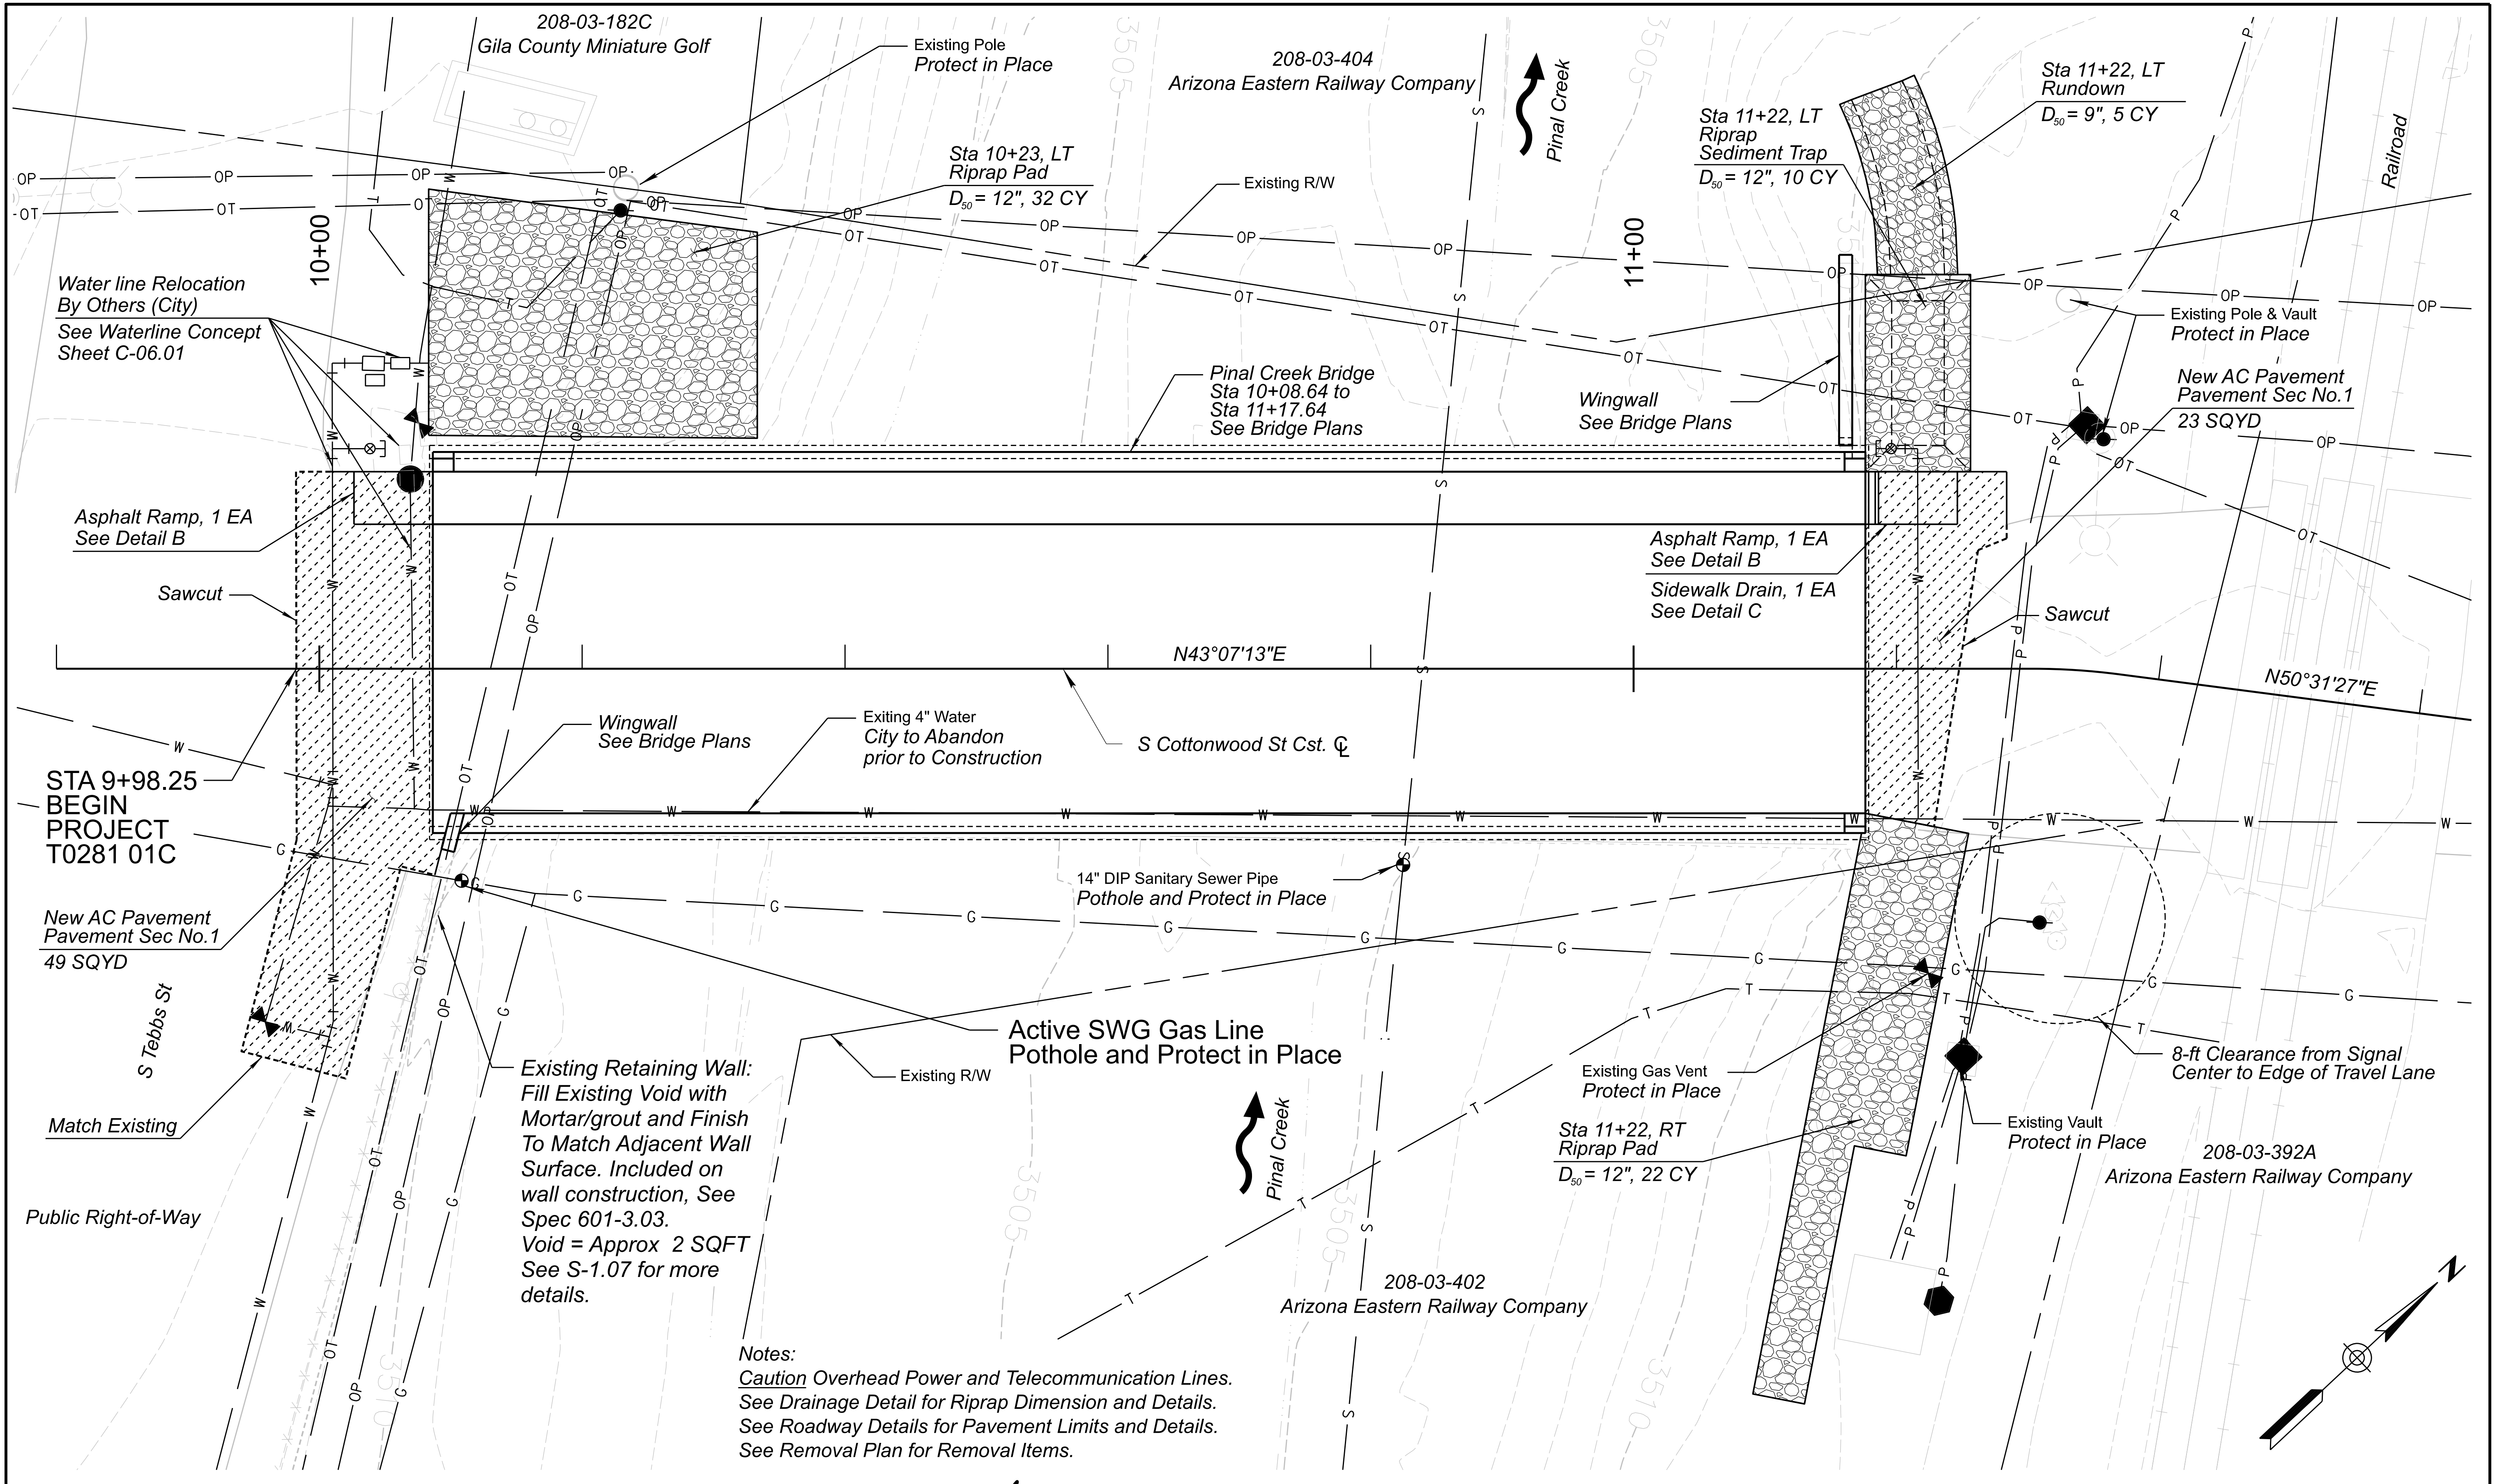 208-03-182C
Gila County Miniature Golf
Existing Pole
Protect in Place
208-03-404
Arizona Eastern Railway Company
Pinal Creek
Sta 11+22, LT
Rundown
D50 = 9", 5 CY
Sta 11+22, LT
Riprap
Sediment Trap
D50 = 12", 10 CY
Railroad
Sta 10+23, LT
Riprap Pad
D50 = 12", 32 CY
Existing R/W
10+00
11+00
Water line Relocation
By Others (City)
See Waterline Concept
Sheet C-06.01
Existing Pole & Vault
Protect in Place
Pinal Creek Bridge
Sta 10+08.64 to
Sta 11+17.64
See Bridge Plans
Wingwall
See Bridge Plans
New AC Pavement
Pavement Sec No.1
23 SQYD
Asphalt Ramp, 1 EA
See Detail B
Asphalt Ramp, 1 EA
See Detail B
Sidewalk Drain, 1 EA
See Detail C
Sawcut
Sawcut
N43°07'13"E
N50°31'27"E
Wingwall
See Bridge Plans
Exiting 4" Water
City to Abandon
prior to Construction
S Cottonwood St Cst. CL
STA 9+98.25
BEGIN
PROJECT
T0281 01C
14" DIP Sanitary Sewer Pipe
Pothole and Protect in Place
New AC Pavement
Pavement Sec No.1
49 SQYD
S Tebbs St
Match Existing
Active SWG Gas Line
Pothole and Protect in Place
Existing R/W
Existing Retaining Wall:
Fill Existing Void with
Mortar/grout and Finish
To Match Adjacent Wall
Surface. Included on
wall construction, See
Spec 601-3.03.
Void = Approx  2 SQFT
See S-1.07 for more
details.
Pinal Creek
Existing Gas Vent
Protect in Place
8-ft Clearance from Signal
Center to Edge of Travel Lane
Sta 11+22, RT
Riprap Pad
D50 = 12", 22 CY
Existing Vault
Protect in Place
208-03-392A
Arizona Eastern Railway Company
Public Right-of-Way
208-03-402
Arizona Eastern Railway Company
Notes:
Caution Overhead Power and Telecommunication Lines.
See Drainage Detail for Riprap Dimension and Details.
See Roadway Details for Pavement Limits and Details.
See Removal Plan for Removal Items.
N
3505
3505
3505
3505
3510
3510